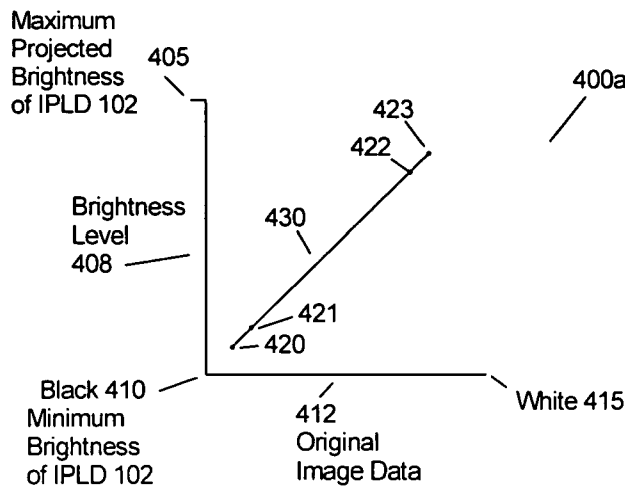 Maximum
Projected
Brightness
of IPLD 102
405
400a
423
422
Brightness
Level
408
430
421
420
Black 410
Minimum
Brightness
of IPLD 102
412
Original
Image Data
White 415